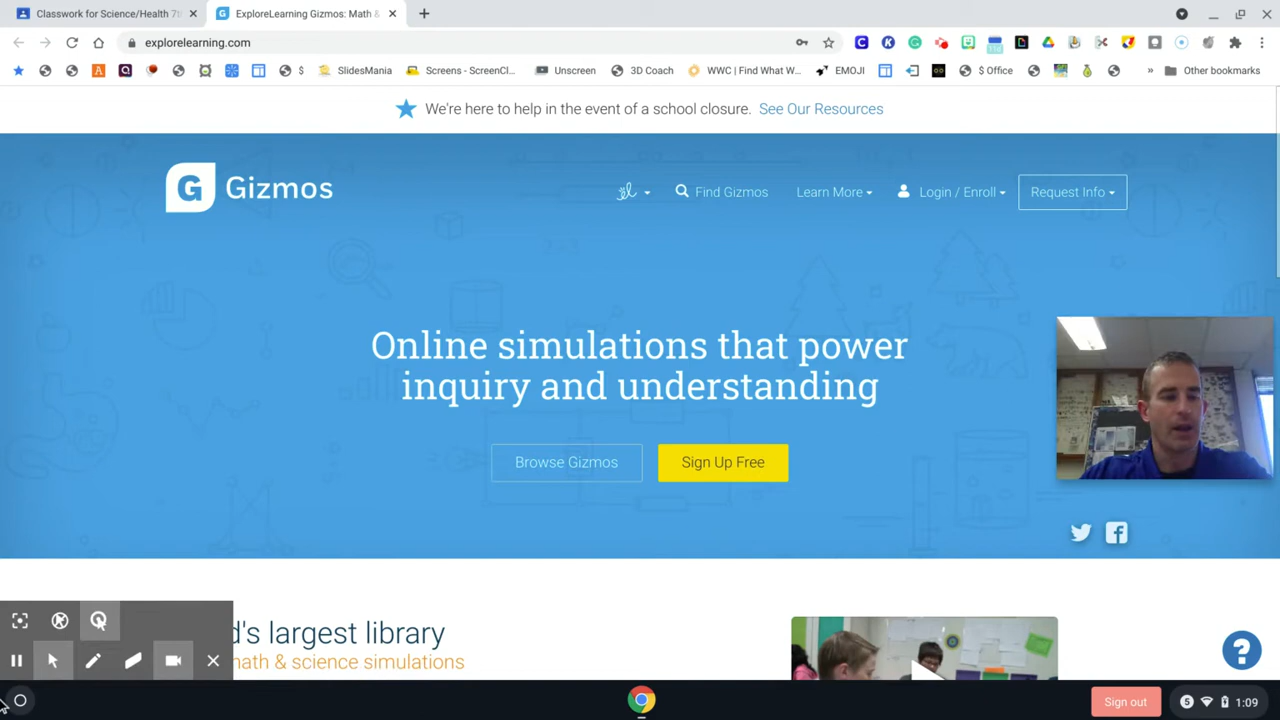 Classwork for Science/Health 7th
ExploreLearning Gizmos: Math &
explorelearning.com
$
SlidesMania
Screens - ScreenCl...
Unscreen
3D Coach
WWC | Find What W...
EMOJI
$ Office
»
Other bookmarks
We're here to help in the event of a school closure. See Our Resources
G Gizmos
el
Find Gizmos
Learn More
Login / Enroll
Request Info
Online simulations that power
inquiry and understanding
Browse Gizmos
Sign Up Free
d's largest library
math & science simulations
?
Sign out
5
1:09